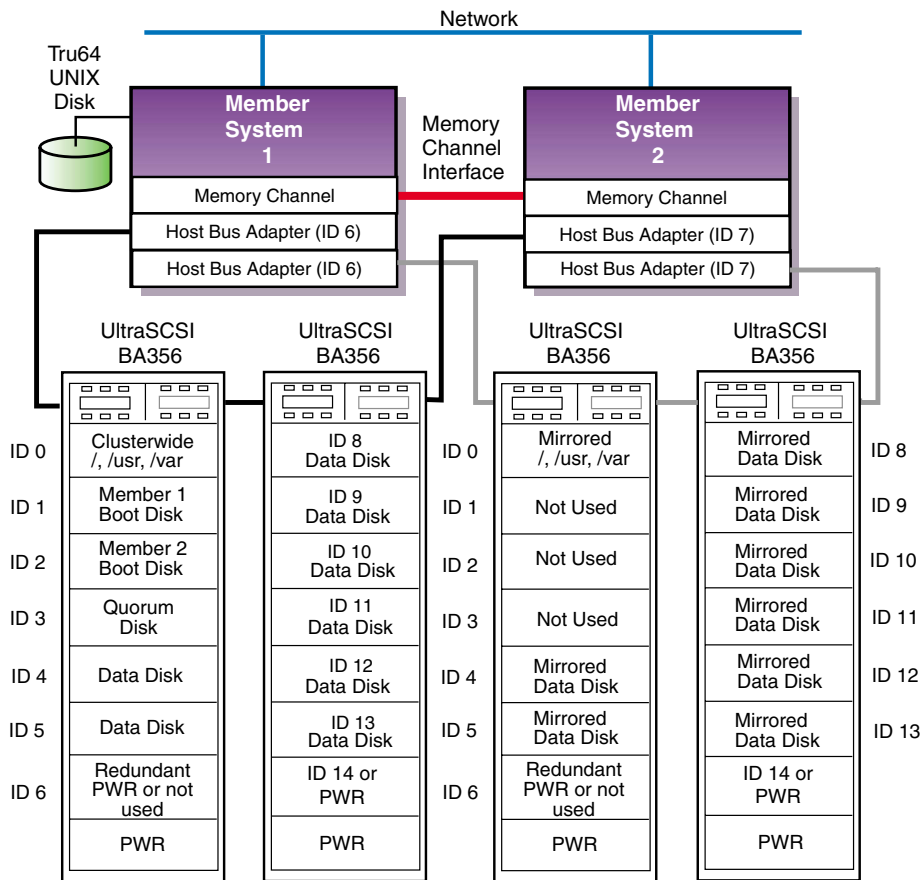 Network
Tru64
UNIX
Disk
Member
System
1
Memory Channel
Host Bus Adapter (ID 6)
Host Bus Adapter (ID 6)
Memory
Channel
Interface
Member
System
2
Memory Channel
Host Bus Adapter (ID 7)
Host Bus Adapter (ID 7)
UltraSCSI
BA356
UltraSCSI
BA356
UltraSCSI
BA356
UltraSCSI
BA356
ID 0
ID 1
ID 2
ID 3
ID 4
ID 5
ID 6
Clusterwide
/, /usr, /var
Member 1
Boot Disk
Member 2
Boot Disk
Quorum
Disk
Data Disk
Data Disk
Redundant
PWR or not
used
PWR
ID 8
Data Disk
ID 9
Data Disk
ID 10
Data Disk
ID 11
Data Disk
ID 12
Data Disk
ID 13
Data Disk
ID 14 or
PWR
PWR
ID 0
ID 1
ID 2
ID 3
ID 4
ID 5
ID 6
Mirrored
/, /usr, /var
Not Used
Not Used
Not Used
Mirrored
Data Disk
Mirrored
Data Disk
Redundant
PWR or not
used
PWR
Mirrored
Data Disk
Mirrored
Data Disk
Mirrored
Data Disk
Mirrored
Data Disk
Mirrored
Data Disk
Mirrored
Data Disk
ID 14 or
PWR
PWR
ID 8
ID 9
ID 10
ID 11
ID 12
ID 13